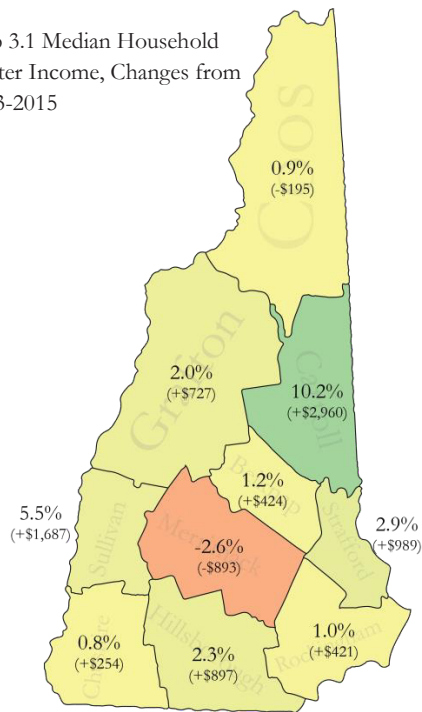 3.1 Median Household
Income, Changes from
-2015
Coos
0.9%
(-$195)
Grafton
2.0%
(+$727)
Carroll
10.2%
(+$2,960)
Belknap
1.2%
(+$424)
5.5%
(+$1,687)
Sullivan
Merrimack
-2.6%
(-$893)
Strafford
2.9%
(+$989)
Cheshire
0.8%
(+$254)
Hillsborough
2.3%
(+$897)
Rockingham
1.0%
(+$421)